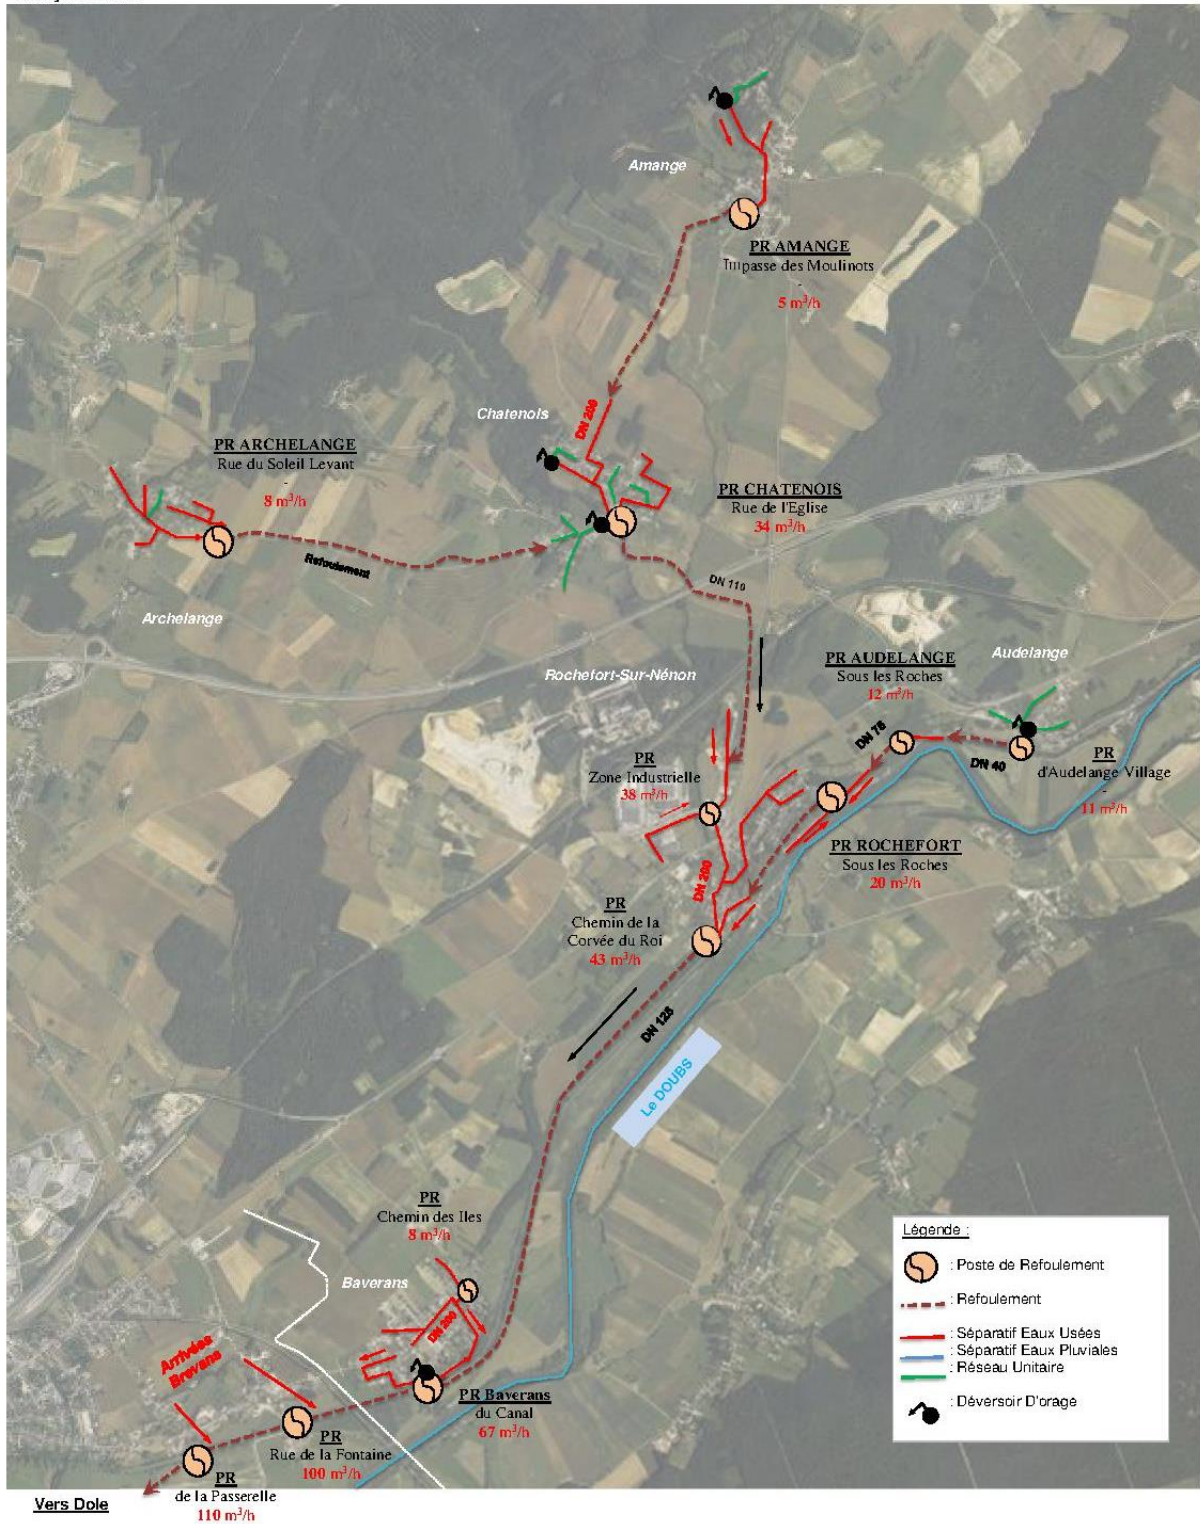 Amange
PR AMANGE
Impasse des Moulinots
-
5 m³/h
Chatenois
DN 200
PR ARCHELANGE
Rue du Soleil Levant
-
8 m³/h
PR CHATENOIS
Rue de l'Eglise
34 m³/h
Refoulement
DN 110
Archelange
Rochefort-Sur-Nénon
PR AUDELANGE
Sous les Roches
12 m³/h
Audelange
DN 78
DN 40
PR
d'Audelange Village
-
11 m³/h
PR
Zone Industrielle
38 m³/h
PR ROCHEFORT
Sous les Roches
20 m³/h
DN 200
PR
Chemin de la
Corvée du Roi
43 m³/h
DN 125
Le DOUBS
PR
Chemin des Iles
8 m³/h
Baverans
DN 200
Arrivées
Brevans
PR Baverans
du Canal
67 m³/h
PR
Rue de la Fontaine
100 m³/h
PR
de la Passerelle
110 m³/h
Vers Dole
Légende :
: Poste de Refoulement
: Refoulement
: Séparatif Eaux Usées
: Séparatif Eaux Pluviales
: Réseau Unitaire
: Déversoir D'orage